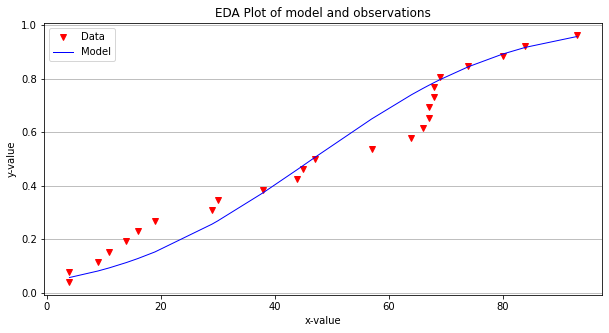 EDA Plot of model and observations
Data
Model
1.0
0.8
0.6
0.4
0.2
0.0
y-value
0 20 40 60 80
x-value